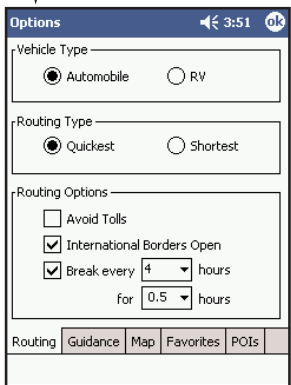 Options 3:51 ok
Vehicle Type
Automobile RV
Routing Type
Quickest Shortest
Routing Options
Avoid Tolls
International Borders Open
Break every 4 hours
for 0.5 hours
Routing Guidance Map Favorites POIs